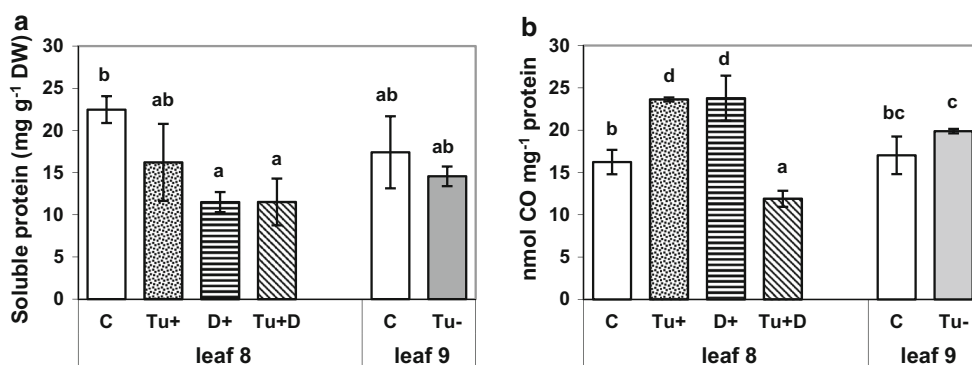 a
Soluble protein (mg g-1 DW)
30
25
20
15
10
5
0
b
ab
a
a
ab
ab
C Tu+ D+ Tu+D C Tu-
leaf 8 leaf 9
b
nmol CO mg-1 protein
30
25
20
15
10
5
0
b
d
d
a
bc
c
C Tu+ D+ Tu+D C Tu-
leaf 8 leaf 9